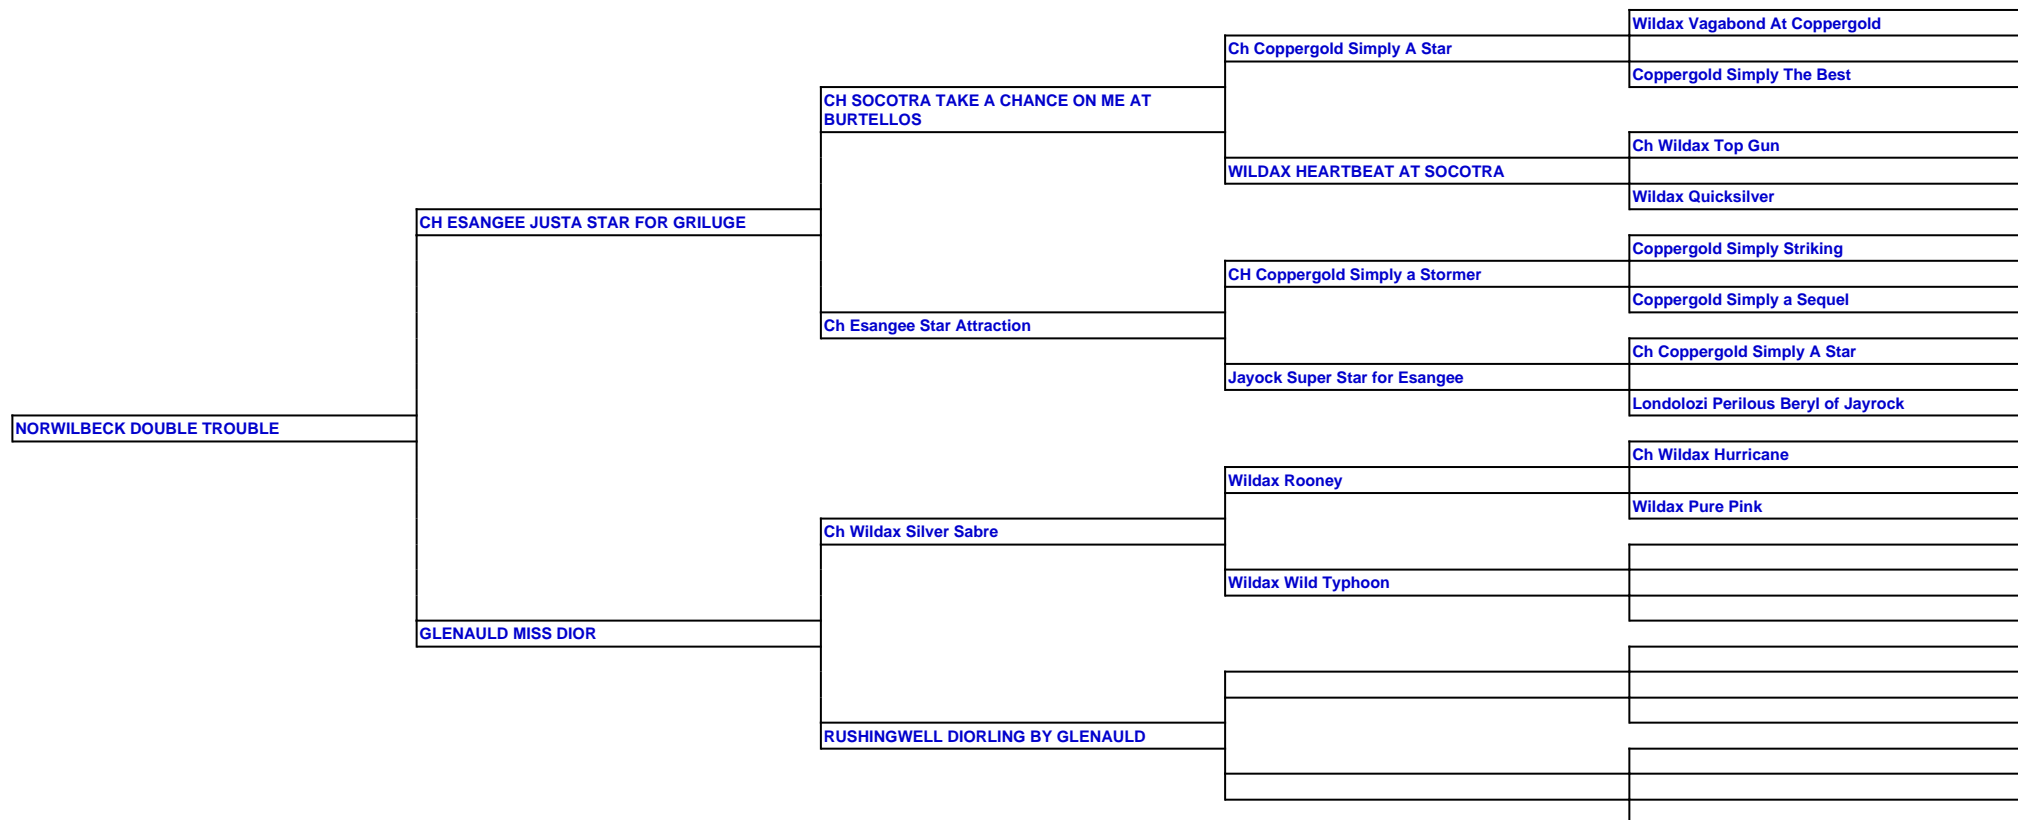 Wildax Vagabond At Coppergold
Ch Coppergold Simply A Star
Coppergold Simply The Best
CH SOCOTRA TAKE A CHANCE ON ME AT
BURTELLOS
Ch Wildax Top Gun
WILDAX HEARTBEAT AT SOCOTRA
Wildax Quicksilver
CH ESANGEE JUSTA STAR FOR GRILUGE
Coppergold Simply Striking
CH Coppergold Simply a Stormer
Coppergold Simply a Sequel
Ch Esangee Star Attraction
Ch Coppergold Simply A Star
Jayock Super Star for Esangee
Londolozi Perilous Beryl of Jayrock
NORWILBECK DOUBLE TROUBLE
Ch Wildax Hurricane
Wildax Rooney
Wildax Pure Pink
Ch Wildax Silver Sabre
Wildax Wild Typhoon
GLENAULD MISS DIOR
RUSHINGWELL DIORLING BY GLENAULD